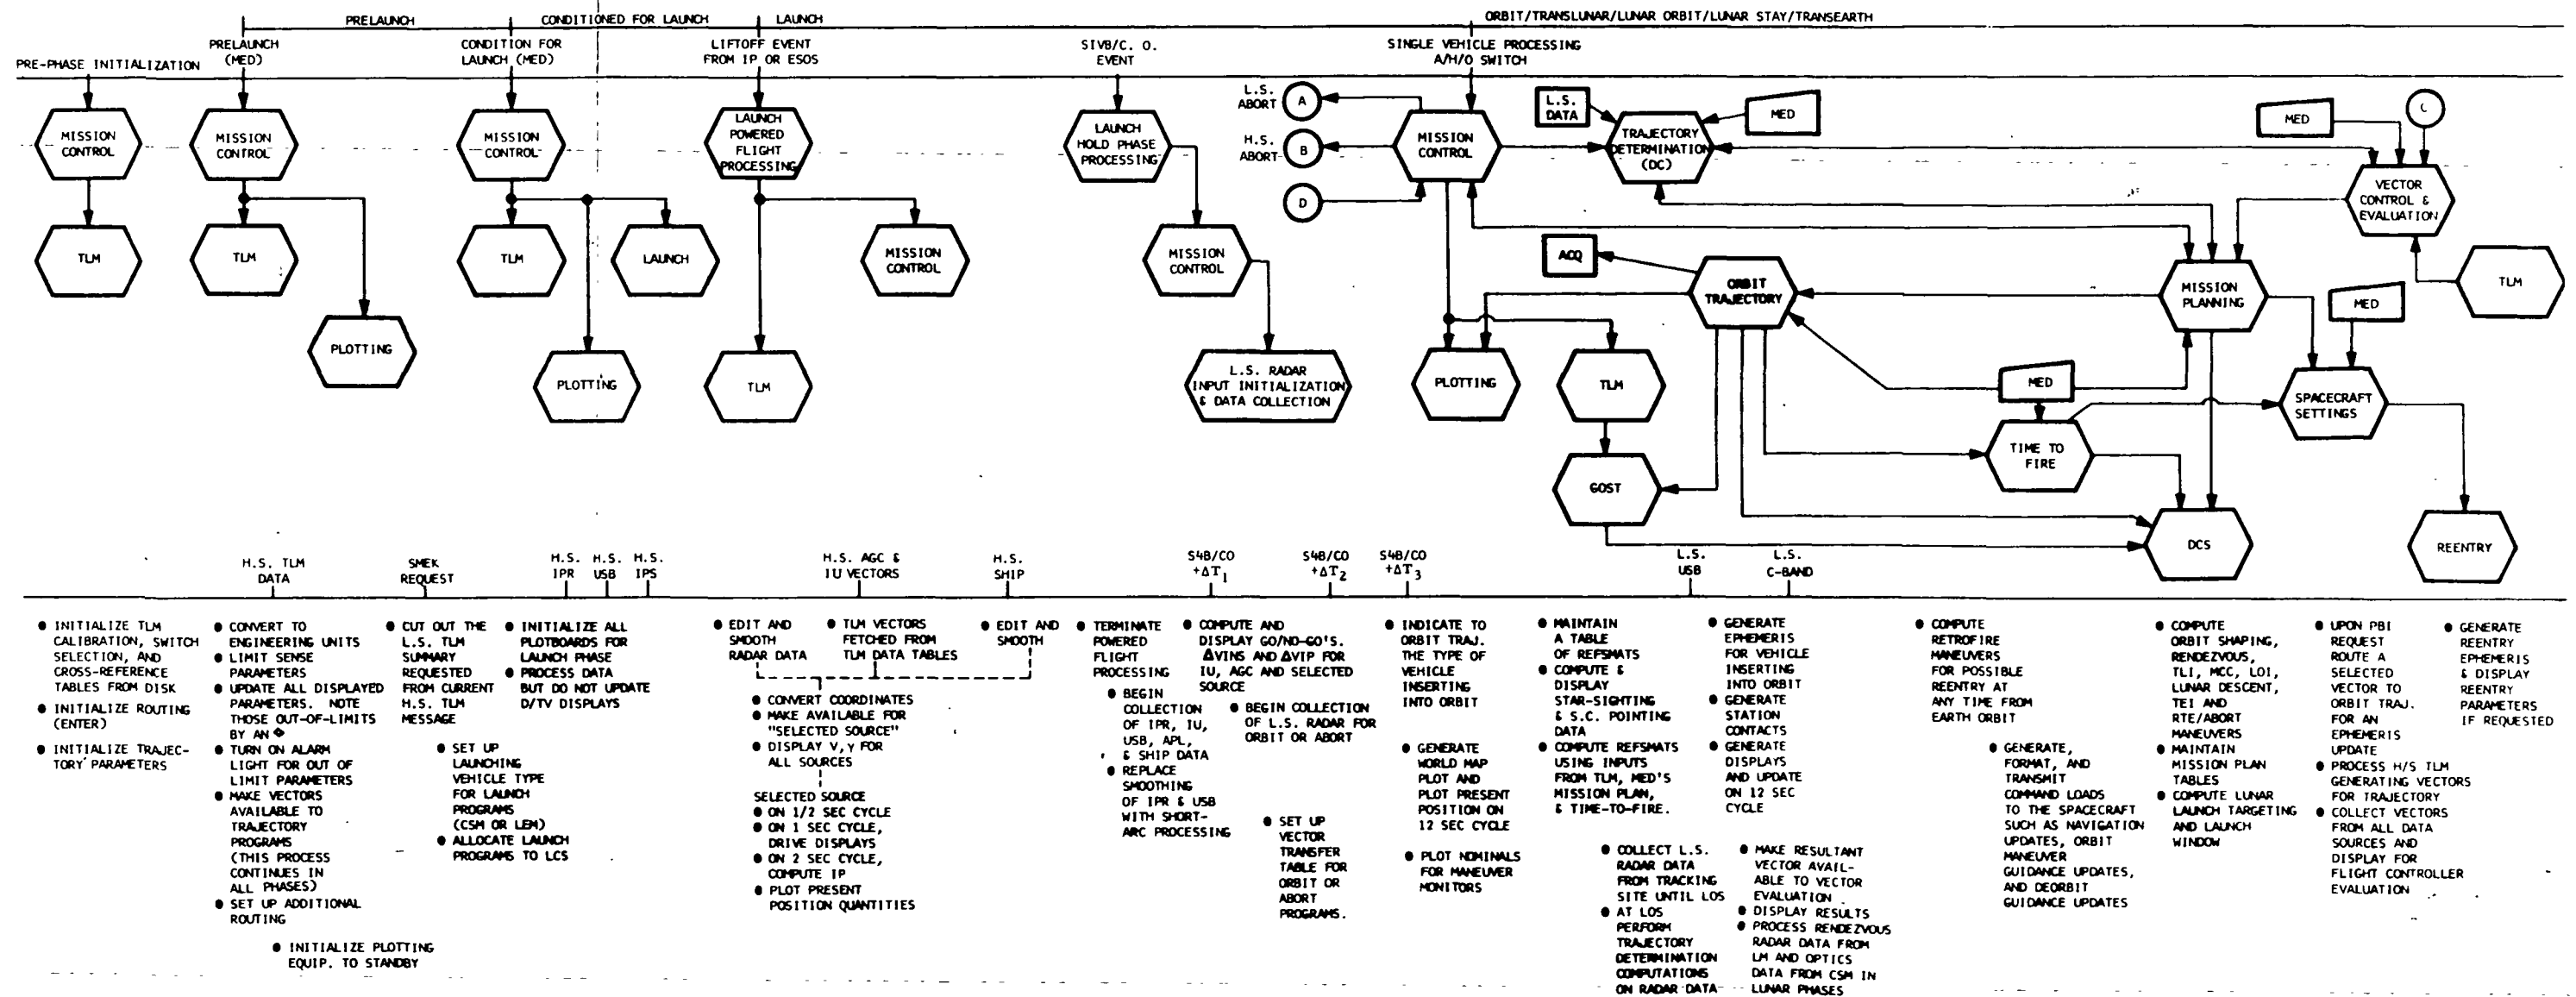 PRELAUNCH
CONDITIONED FOR LAUNCH
LAUNCH
ORBIT/TRANSLUNAR/LUNAR ORBIT/LUNAR STAY/TRANSEARTH
PRE-PHASE INITIALIZATION
PRELAUNCH
(MED)
CONDITION FOR
LAUNCH (MED)
LIFTOFF EVENT
FROM IP OR ESOS
SIVB/C. O.
EVENT
SINGLE VEHICLE PROCESSING
A/H/O SWITCH
MISSION
CONTROL
TLM
MISSION
CONTROL
TLM
PLOTTING
MISSION
CONTROL
TLM
PLOTTING
LAUNCH
LAUNCH
POWERED
FLIGHT
PROCESSING
TLM
MISSION
CONTROL
LAUNCH
HOLD PHASE
PROCESSING
MISSION
CONTROL
L.S. RADAR
INPUT INITIALIZATION
& DATA COLLECTION
L.S.
ABORT
A
H.S.
ABORT
B
D
MISSION
CONTROL
L.S.
DATA
TRAJECTORY
DETERMINATION
(DC)
MED
MED
C
VECTOR
CONTROL &
EVALUATION
TLM
ACQ
ORBIT
TRAJECTORY
MISSION
PLANNING
MED
PLOTTING
TLM
MED
SPACECRAFT
SETTINGS
GOST
TIME TO
FIRE
DCS
REENTRY
H.S. TLM
DATA
SMEK
REQUEST
H.S.
IPR
H.S.
USB
H.S.
IPS
H.S. AGC &
IU VECTORS
H.S.
SHIP
S4B/CO
+ΔT1
S4B/CO
+ΔT2
S4B/CO
+ΔT3
L.S.
USB
L.S.
C-BAND
● INITIALIZE TLM
CALIBRATION, SWITCH
SELECTION, AND
CROSS-REFERENCE
TABLES FROM DISK
● INITIALIZE ROUTING
(ENTER)
● INITIALIZE TRAJEC-
TORY PARAMETERS
● CONVERT TO
ENGINEERING UNITS
● LIMIT SENSE
PARAMETERS
● UPDATE ALL DISPLAYED
PARAMETERS. NOTE
THOSE OUT-OF-LIMITS
BY AN ◆
● TURN ON ALARM
LIGHT FOR OUT OF
LIMIT PARAMETERS
● MAKE VECTORS
AVAILABLE TO
TRAJECTORY
PROGRAMS
(THIS PROCESS
CONTINUES IN
ALL PHASES)
● SET UP ADDITIONAL
ROUTING
● INITIALIZE PLOTTING
EQUIP. TO STANDBY
● CUT OUT THE
L.S. TLM
SUMMARY
REQUESTED
FROM CURRENT
H.S. TLM
MESSAGE
● SET UP
LAUNCHING
VEHICLE TYPE
FOR LAUNCH
PROGRAMS
(CSM OR LEM)
● ALLOCATE LAUNCH
PROGRAMS TO LCS
● INITIALIZE ALL
PLOTBOARDS FOR
LAUNCH PHASE
● PROCESS DATA
BUT DO NOT UPDATE
D/TV DISPLAYS
● EDIT AND
SMOOTH
RADAR DATA
● TLM VECTORS
FETCHED FROM
TLM DATA TABLES
● EDIT AND
SMOOTH
● CONVERT COORDINATES
● MAKE AVAILABLE FOR
"SELECTED SOURCE"
● DISPLAY V,γ FOR
ALL SOURCES
SELECTED SOURCE
● ON 1/2 SEC CYCLE
● ON 1 SEC CYCLE,
DRIVE DISPLAYS
● ON 2 SEC CYCLE,
COMPUTE IP
● PLOT PRESENT
POSITION QUANTITIES
● TERMINATE
POWERED
FLIGHT
PROCESSING
● BEGIN
COLLECTION
OF IPR, IU,
USB, APL,
& SHIP DATA
● REPLACE
SMOOTHING
OF IPR & USB
WITH SHORT-
ARC PROCESSING
● COMPUTE AND
DISPLAY GO/NO-GO'S.
ΔVINS AND ΔVIP FOR
IU, AGC AND SELECTED
SOURCE
● BEGIN COLLECTION
OF L.S. RADAR FOR
ORBIT OR ABORT
● SET UP
VECTOR
TRANSFER
TABLE FOR
ORBIT OR
ABORT
PROGRAMS.
● INDICATE TO
ORBIT TRAJ.
THE TYPE OF
VEHICLE
INSERTING
INTO ORBIT
● GENERATE
WORLD MAP
PLOT AND
PLOT PRESENT
POSITION ON
12 SEC CYCLE
● PLOT NOMINALS
FOR MANEUVER
MONITORS
● MAINTAIN
A TABLE
OF REFSMATS
● COMPUTE &
DISPLAY
STAR-SIGHTING
& S.C. POINTING
DATA
● COMPUTE REFSMATS
USING INPUTS
FROM TLM, MED'S
MISSION PLAN,
& TIME-TO-FIRE.
● COLLECT L.S.
RADAR DATA
FROM TRACKING
SITE UNTIL LOS
● AT LOS
PERFORM
TRAJECTORY
DETERMINATION
COMPUTATIONS
ON RADAR DATA
● GENERATE
EPHEMERIS
FOR VEHICLE
INSERTING
INTO ORBIT
● GENERATE
STATION
CONTACTS
● GENERATE
DISPLAYS
AND UPDATE
ON 12 SEC
CYCLE
● MAKE RESULTANT
VECTOR AVAIL-
ABLE TO VECTOR
EVALUATION
● DISPLAY RESULTS
● PROCESS RENDEZVOUS
RADAR DATA FROM
LM AND OPTICS
DATA FROM CSM IN
LUNAR PHASES
● COMPUTE
RETROFIRE
MANEUVERS
FOR POSSIBLE
REENTRY AT
ANY TIME FROM
EARTH ORBIT
● GENERATE,
FORMAT, AND
TRANSMIT
COMMAND LOADS
TO THE SPACECRAFT
SUCH AS NAVIGATION
UPDATES, ORBIT
MANEUVER
GUIDANCE UPDATES,
AND DEORBIT
GUIDANCE UPDATES
● COMPUTE
ORBIT SHAPING,
RENDEZVOUS,
TLI, MCC, LOI,
LUNAR DESCENT,
TEI AND
RTE/ABORT
MANEUVERS
● MAINTAIN
MISSION PLAN
TABLES
● COMPUTE LUNAR
LAUNCH TARGETING
AND LAUNCH
WINDOW
● UPON PBI
REQUEST
ROUTE A
SELECTED
VECTOR TO
ORBIT TRAJ.
FOR AN
EPHEMERIS
UPDATE
● PROCESS H/S TLM
GENERATING VECTORS
FOR TRAJECTORY
● COLLECT VECTORS
FROM ALL DATA
SOURCES AND
DISPLAY FOR
FLIGHT CONTROLLER
EVALUATION
● GENERATE
REENTRY
EPHEMERIS
& DISPLAY
REENTRY
PARAMETERS
IF REQUESTED